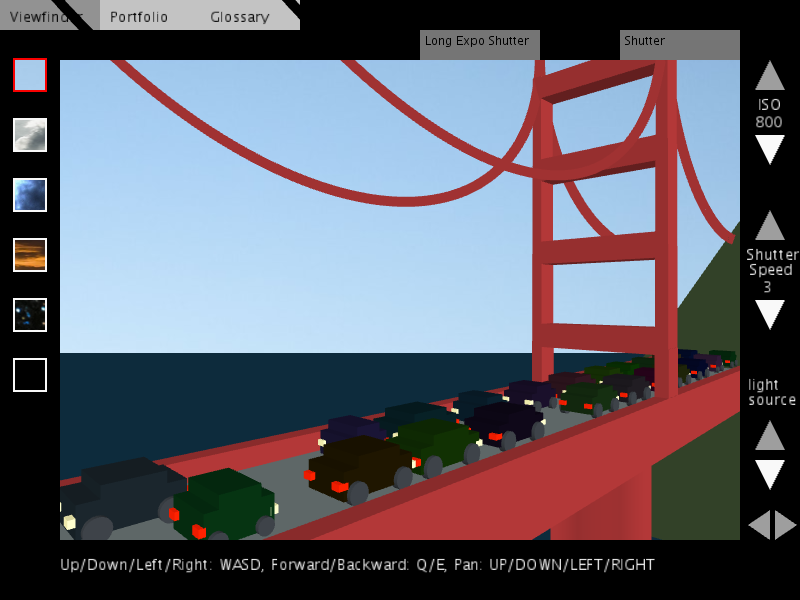 Viewfinder Portfolio Glossary
Long Expo Shutter
Shutter
ISO
800
Shutter
Speed
3
light
source
Up/Down/Left/Right: WASD, Forward/Backward: Q/E, Pan: UP/DOWN/LEFT/RIGHT